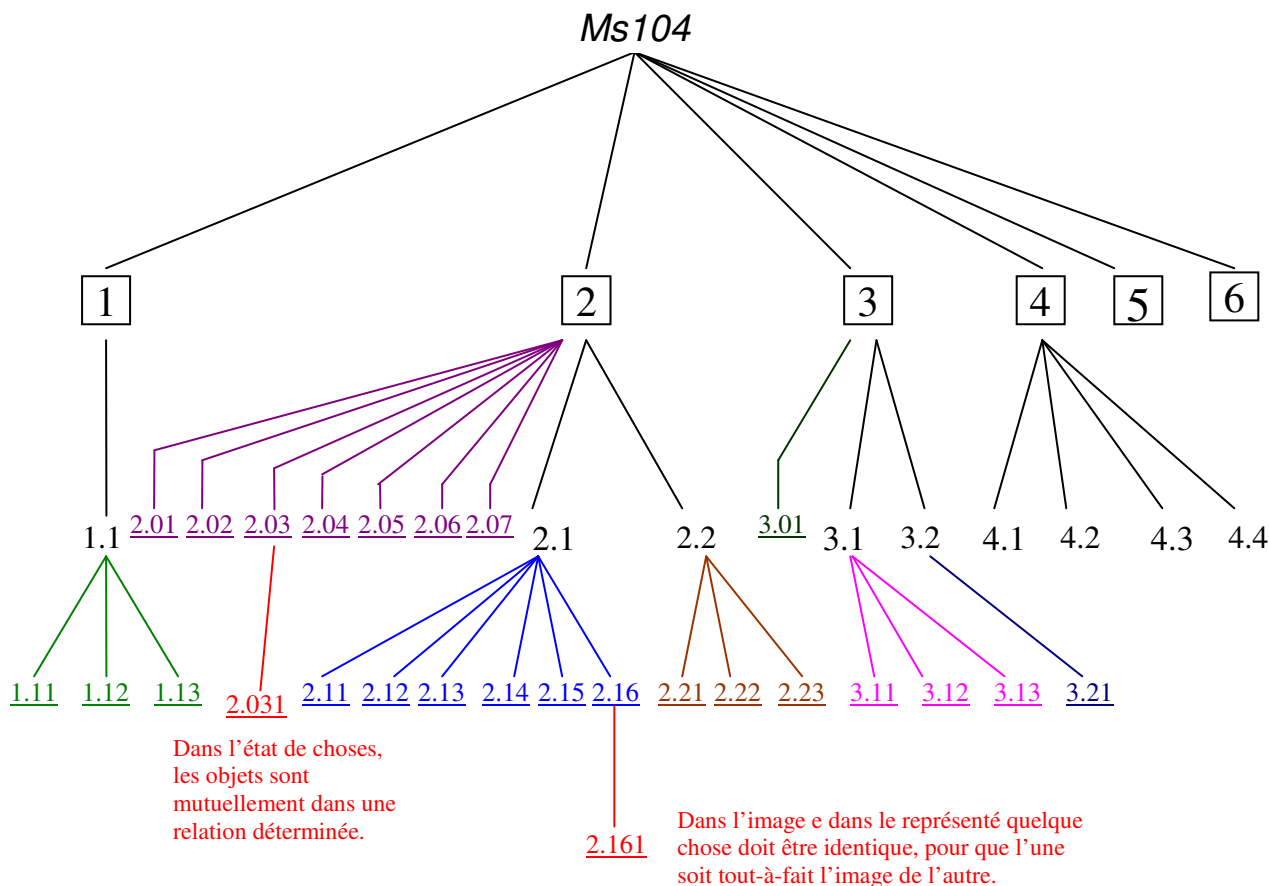 Ms104
1 2 3 4 5 6
2.01 2.02 2.03 2.04 2.05 2.06 2.07 3.01
1.1 2.1 2.2 3.1 3.2 4.1 4.2 4.3 4.4
1.11 1.12 1.13 2.031 2.11 2.12 2.13 2.14 2.15 2.16 2.21 2.22 2.23 3.11 3.12 3.13 3.21
Dans l'état de choses,
les objets sont
mutuellement dans une
relation déterminée.
2.161
Dans l'image e dans le représenté quelque
chose doit être identique, pour que l'une
soit tout-à-fait l'image de l'autre.